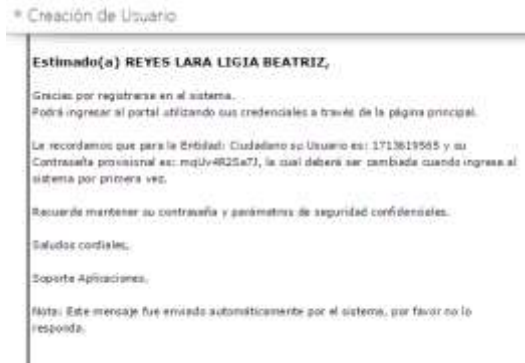 * Creación de Usuario
Estimado(a) REYES LARA LIGIA BEATRIZ,
Gracias por registrarse en el sistema.
Podrá ingresar al portal utilizando sus credenciales a través de la página principal.
Le recordamos que para la Entidad: Ciudadano su Usuario es: 1713619565 y su
Contraseña provisional es: la cual deberá ser cambiada cuando ingrese al
sistema por primera vez.
Recuerde mantener su contraseña y parámetros de seguridad confidenciales.
Saludos cordiales,
Soporte Aplicaciones.
Nota: Este mensaje fue enviado automáticamente por el sistema, por favor no lo
responda.